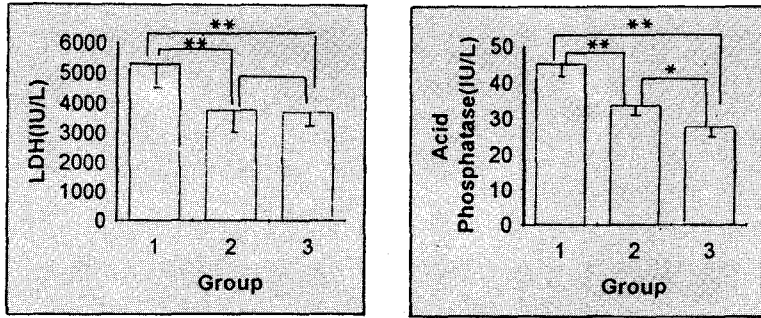 **
**
6000
5000
4000
3000
2000
1000
0
LDH(IU/L)
1 2 3
Group
**
**
*
50
40
30
20
10
0
Acid
Phosphatase(IU/L)
1 2 3
Group